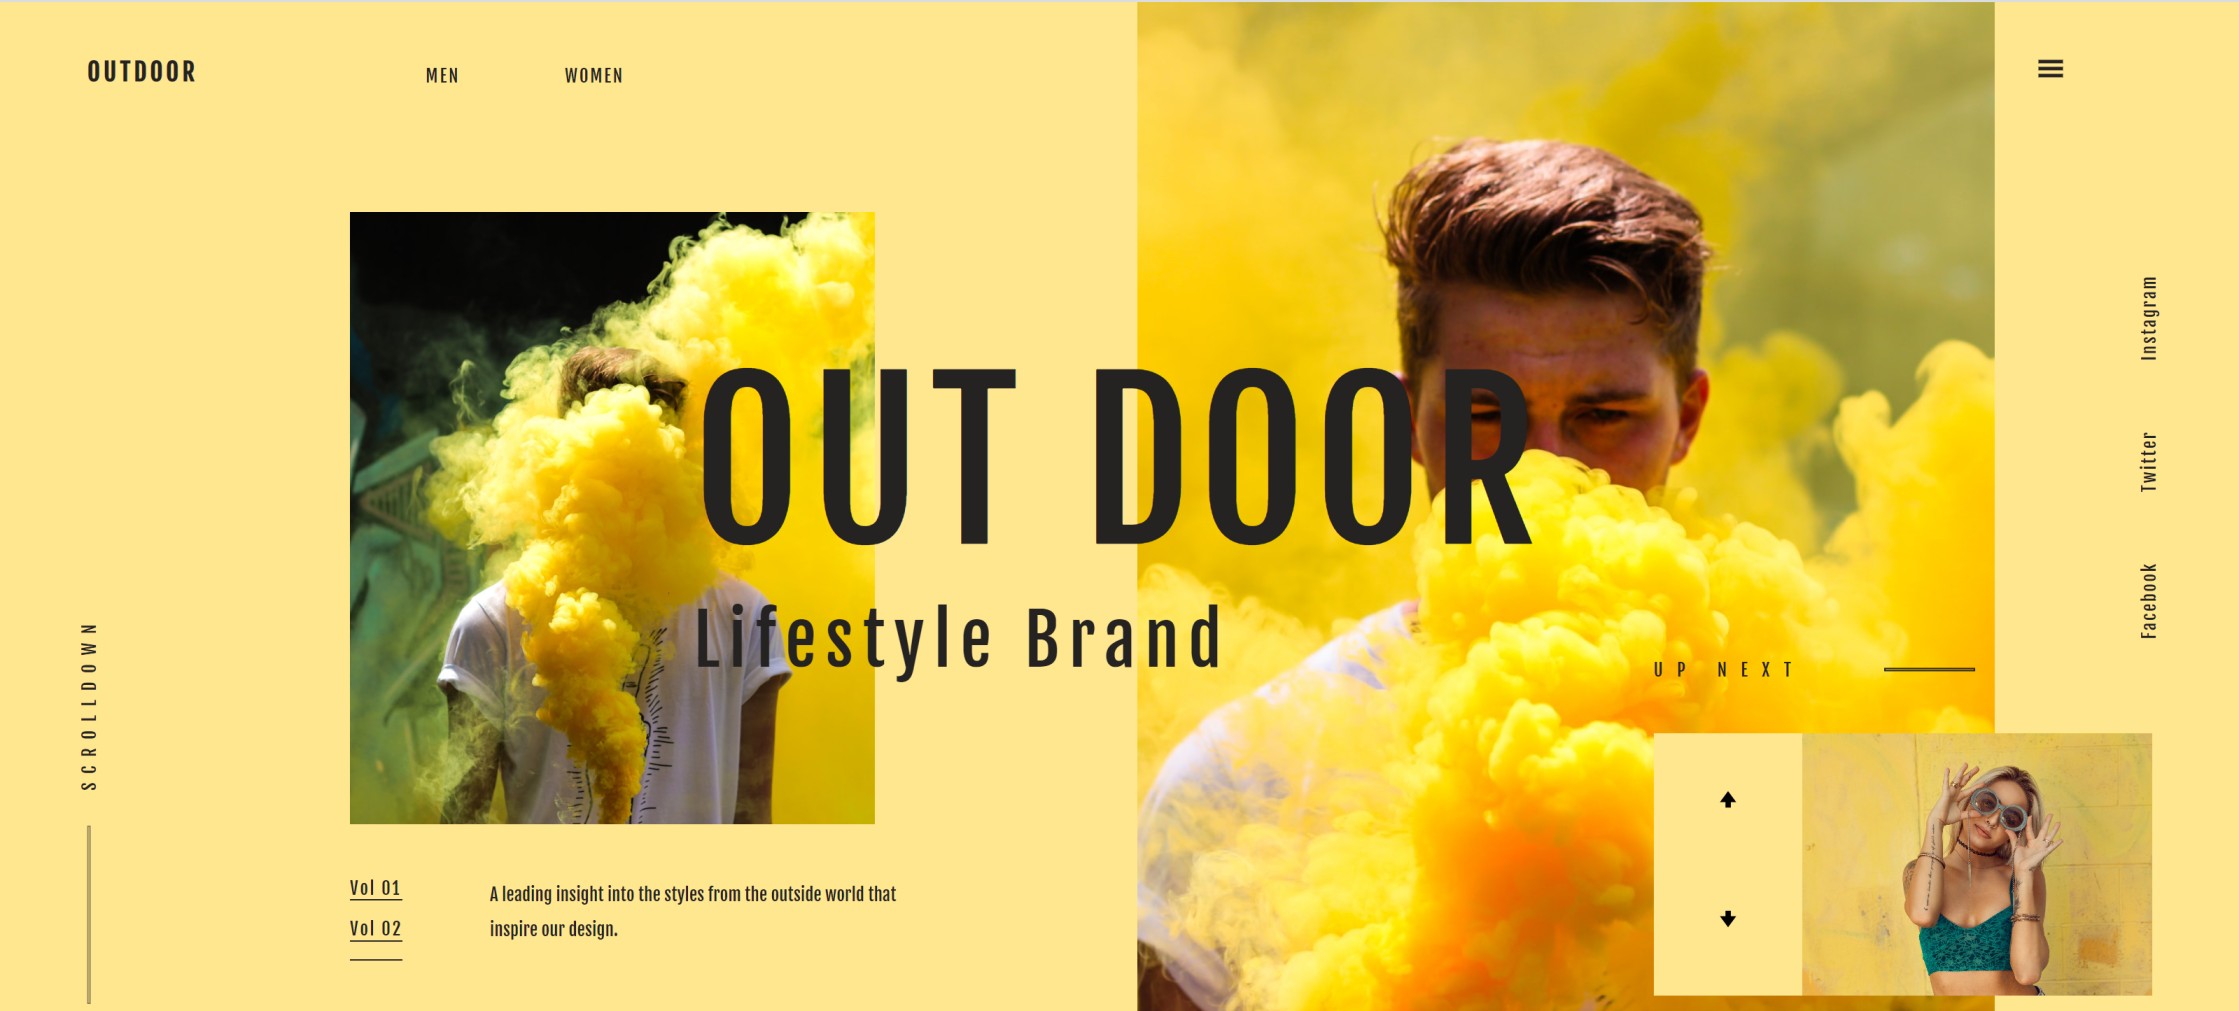 OUTDOOR
MEN
WOMEN
OUT DOOR
Lifestyle Brand
Instagram
Twitter
Facebook
SCROLLDOWN
UP NEXT
Vol 01
Vol 02
A leading insight into the styles from the outside world that
inspire our design.